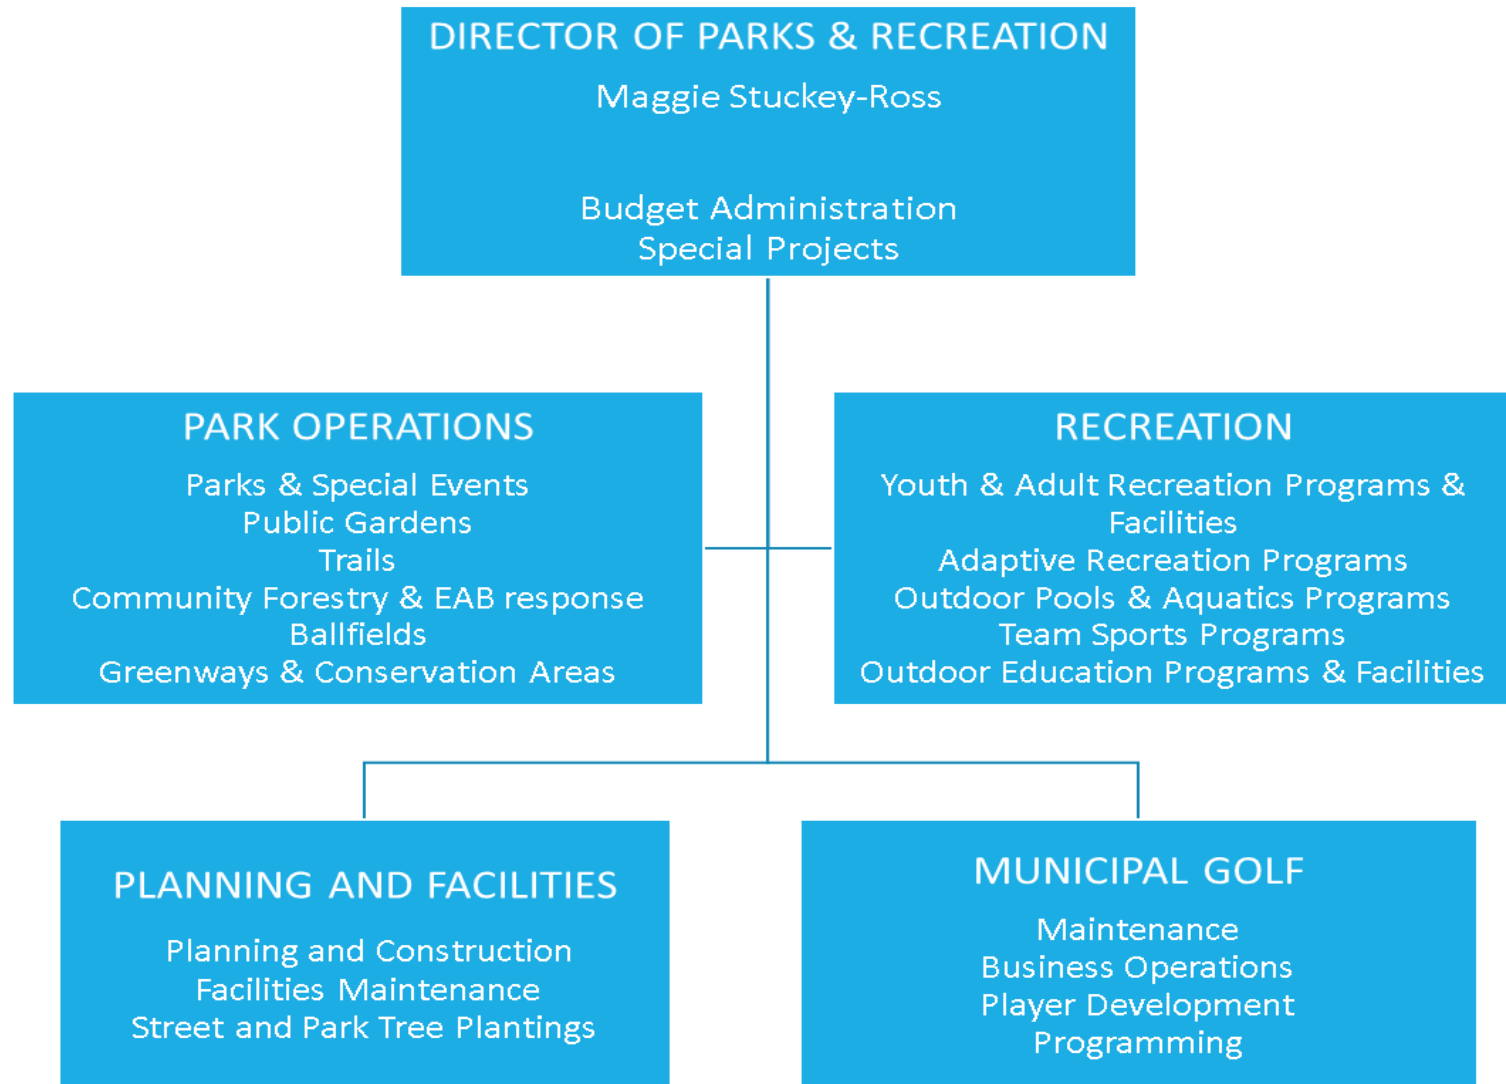 DIRECTOR OF PARKS & RECREATION
Maggie Stuckey-Ross
Budget Administration
Special Projects
PARK OPERATIONS
Parks & Special Events
Public Gardens
Trails
Community Forestry & EAB response
Ballfields
Greenways & Conservation Areas
RECREATION
Youth & Adult Recreation Programs &
Facilities
Adaptive Recreation Programs
Outdoor Pools & Aquatics Programs
Team Sports Programs
Outdoor Education Programs & Facilities
PLANNING AND FACILITIES
Planning and Construction
Facilities Maintenance
Street and Park Tree Plantings
MUNICIPAL GOLF
Maintenance
Business Operations
Player Development
Programming